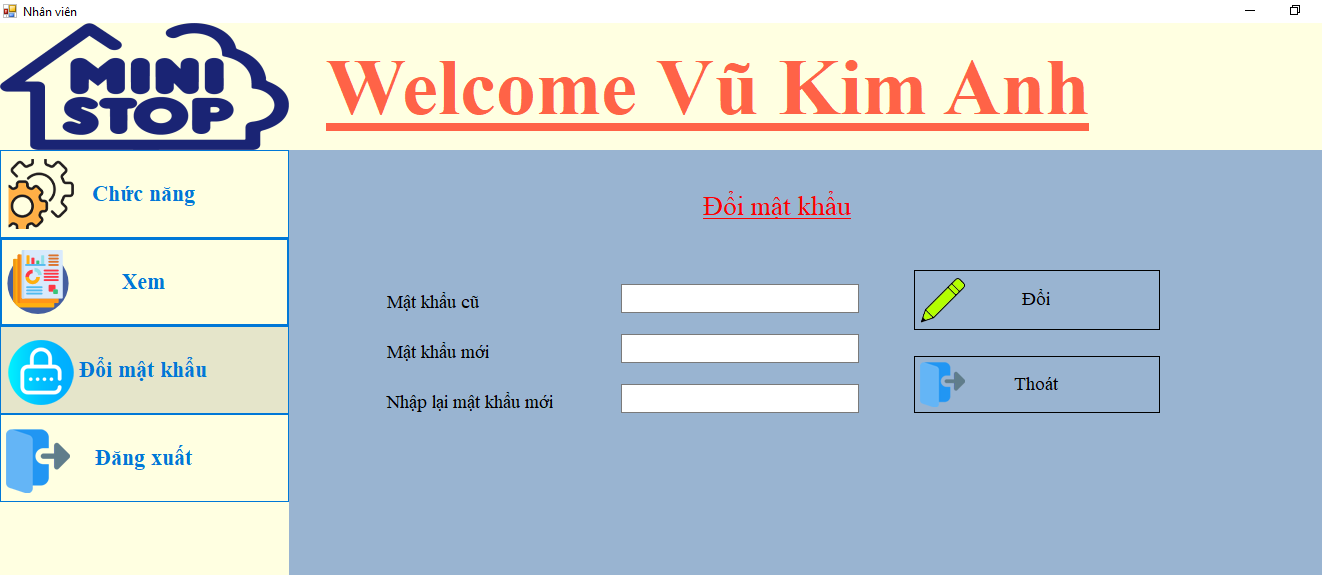 Nhân viên
MINI
STOP
Welcome Vũ Kim Anh
Chức năng
Xem
Đổi mật khẩu
Đăng xuất
Đổi mật khẩu
Mật khẩu cũ
Mật khẩu mới
Nhập lại mật khẩu mới
Đổi
Thoát